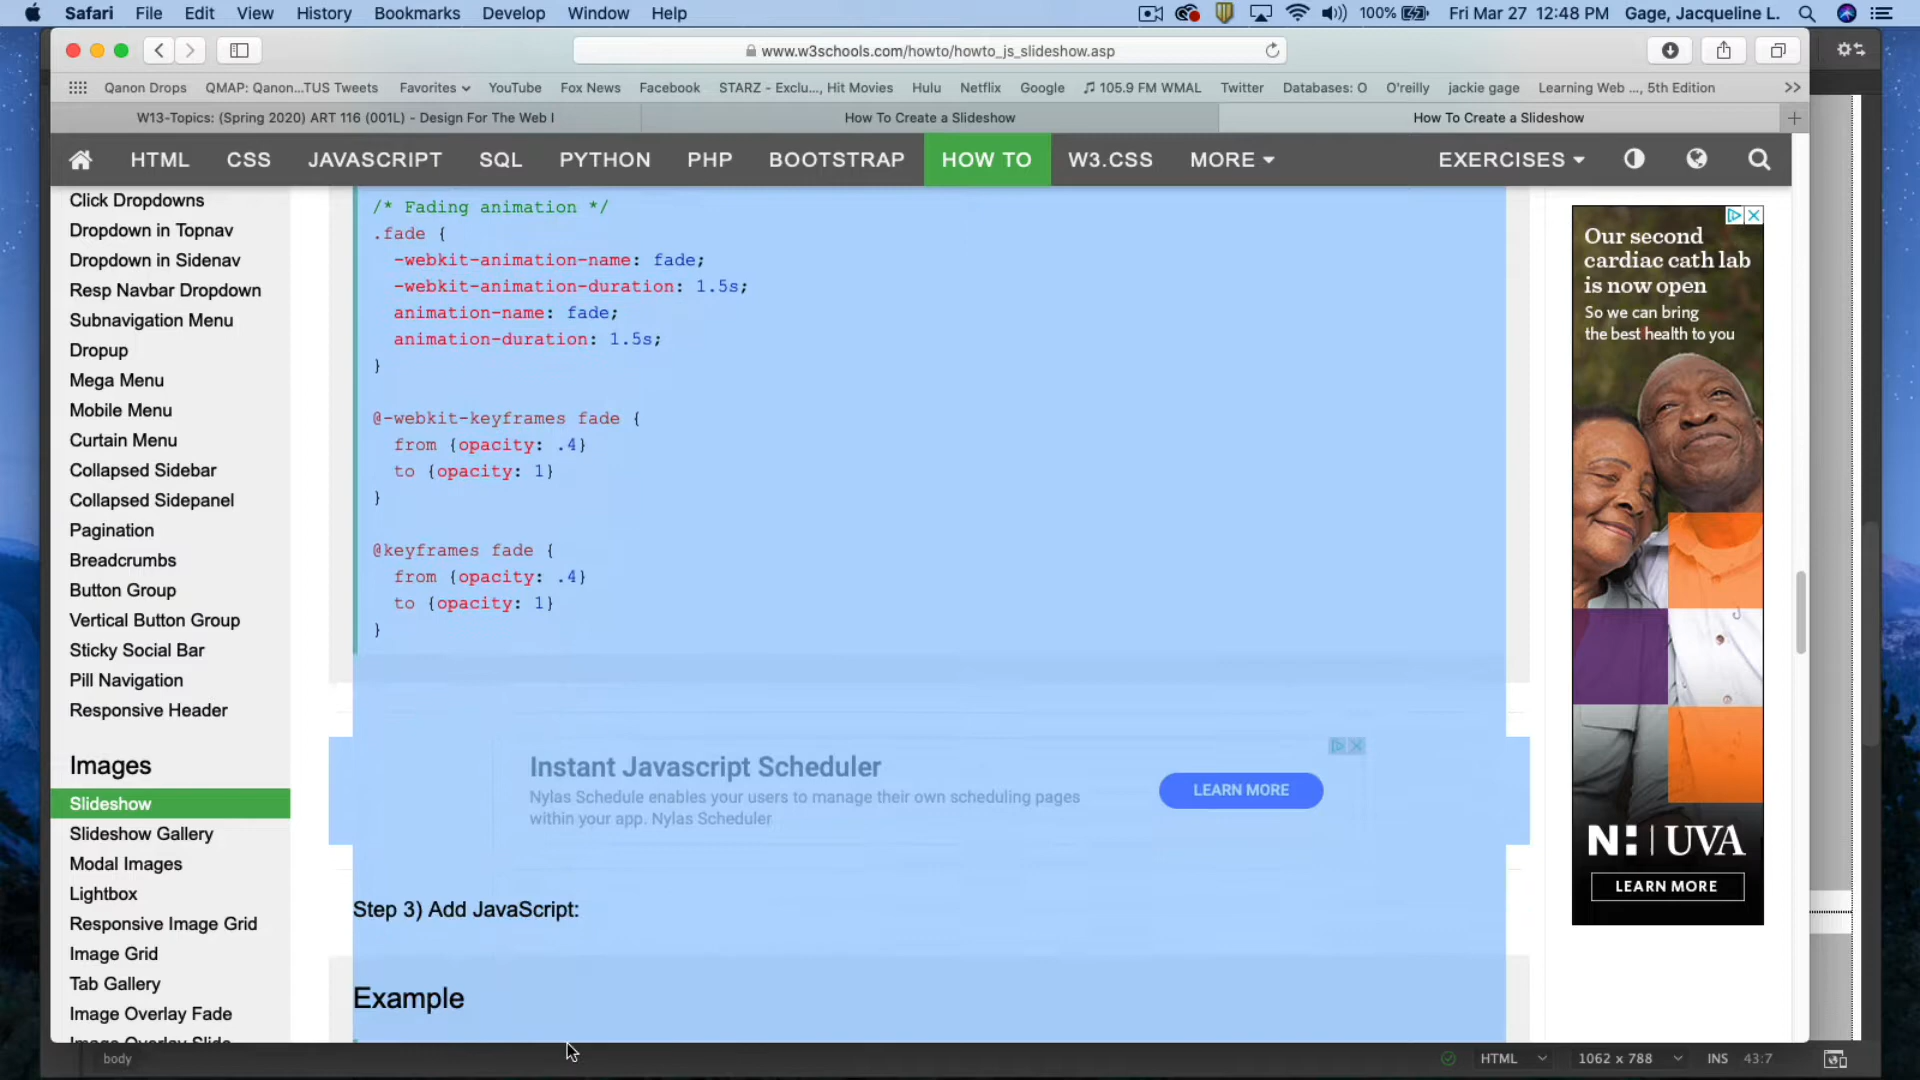 Safari File Edit View History Bookmarks Develop Window Help 100% Fri Mar 27 12:48 PM Gage, Jacqueline L.
www.w3schools.com/howto/howto_js_slideshow.asp
Qanon Drops QMAP: Qanon...TUS Tweets Favorites YouTube Fox News Facebook STARZ - Exclu..., Hit Movies Hulu Netflix Google 105.9 FM WMAL Twitter Databases: O O'reilly jackie gage Learning Web ..., 5th Edition
W13-Topics: (Spring 2020) ART 116 (001L) - Design For The Web I How To Create a Slideshow How To Create a Slideshow
HTML CSS JAVASCRIPT SQL PYTHON PHP BOOTSTRAP HOW TO W3.CSS MORE EXERCISES
Click Dropdowns
Dropdown in Topnav
Dropdown in Sidenav
Resp Navbar Dropdown
Subnavigation Menu
Dropup
Mega Menu
Mobile Menu
Curtain Menu
Collapsed Sidebar
Collapsed Sidepanel
Pagination
Breadcrumbs
Button Group
Vertical Button Group
Sticky Social Bar
Pill Navigation
Responsive Header
Images
Slideshow
Slideshow Gallery
Modal Images
Lightbox
Responsive Image Grid
Image Grid
Tab Gallery
Image Overlay Fade
Image Overlay Slide
/* Fading animation */
.fade {
-webkit-animation-name: fade;
-webkit-animation-duration: 1.5s;
animation-name: fade;
animation-duration: 1.5s;
}
@-webkit-keyframes fade {
from {opacity: .4}
to {opacity: 1}
}
@keyframes fade {
from {opacity: .4}
to {opacity: 1}
}
Instant Javascript Scheduler
Nylas Schedule enables your users to manage their own scheduling pages
within your app. Nylas Scheduler
LEARN MORE
Step 3) Add JavaScript:
Example
Our second
cardiac cath lab
is now open
So we can bring
the best health to you
N UVA
LEARN MORE
body HTML 1062 x 788 INS 43:7